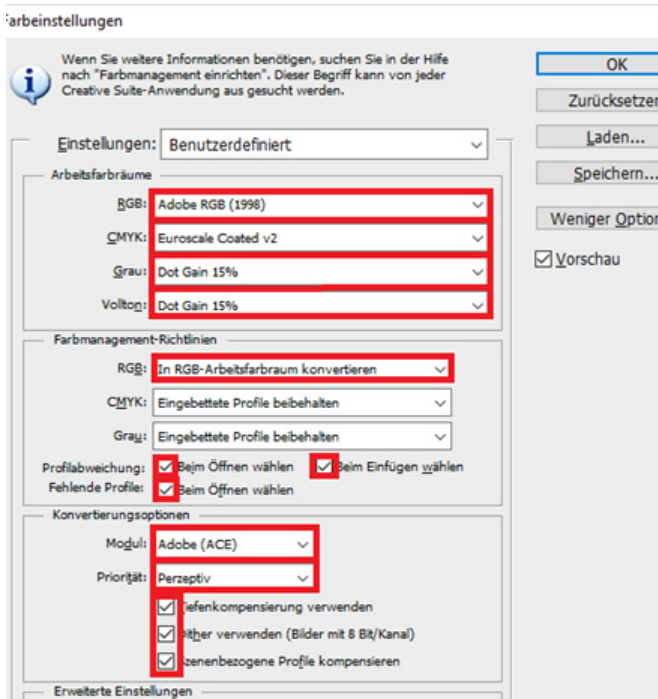 Farbeinstellungen
Wenn Sie weitere Informationen benötigen, suchen Sie in der Hilfe
nach "Farbmanagement einrichten". Dieser Begriff kann von jeder
Creative Suite-Anwendung aus gesucht werden.
OK
Zurücksetzen
Laden...
Speichern...
Weniger Option
Vorschau
Einstellungen: Benutzerdefiniert
Arbeitsfarbräume
RGB: Adobe RGB (1998)
CMYK: Euroscale Coated v2
Grau: Dot Gain 15%
Vollton: Dot Gain 15%
Farbmanagement-Richtlinien
RGB: In RGB-Arbeitsfarbraum konvertieren
CMYK: Eingebettete Profile beibehalten
Grau: Eingebettete Profile beibehalten
Profilabweichung: Beim Öffnen wählen Beim Einfügen wählen
Fehlende Profile: Beim Öffnen wählen
Konvertierungsoptionen
Modul: Adobe (ACE)
Priorität: Perzeptiv
Tiefenkompensierung verwenden
Dither verwenden (Bilder mit 8 Bit/Kanal)
Szenenbezogene Profile kompensieren
Erweiterte Einstellungen